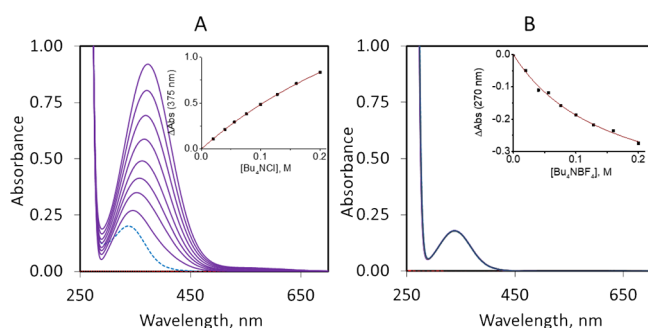 A
B
1.00
0.75
0.50
0.25
0.00
Absorbance
250
450
650
Wavelength, nm
1.0
0.5
0.0
ΔAbs (375 nm)
0.0
0.1
0.2
[Bu₄NCl], M
1.00
0.75
0.50
0.25
0.00
Absorbance
250
450
650
Wavelength, nm
0.0
-0.1
-0.2
-0.3
ΔAbs (270 nm)
0.0
0.1
0.2
[Bu₄NBF₄], M